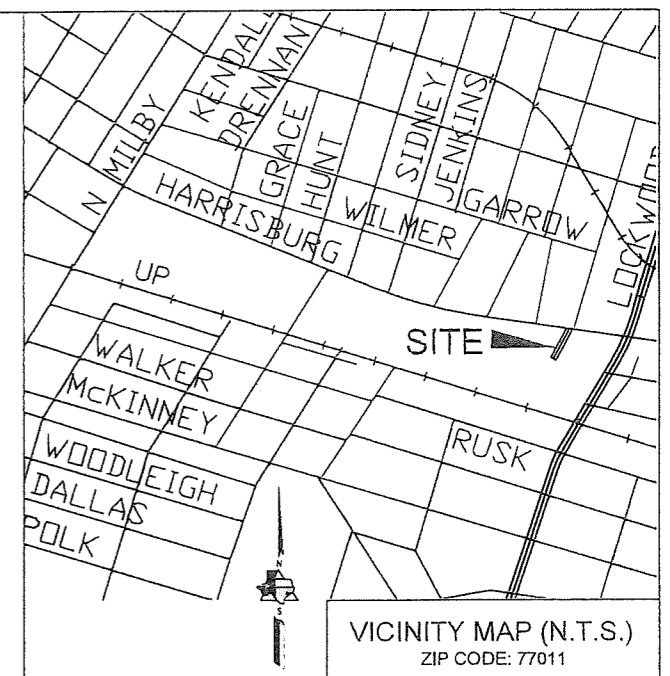 KENDALL
DRENNAN
N MILBY
GRACE
HUNT
SIDNEY
JENKINS
HARRISBURG
WILMER
GARROW
LOCKWOOD
UP
SITE
WALKER
McKINNEY
RUSK
WOODLEIGH
DALLAS
POLK
N
S
VICINITY MAP (N.T.S.)
ZIP CODE: 77011